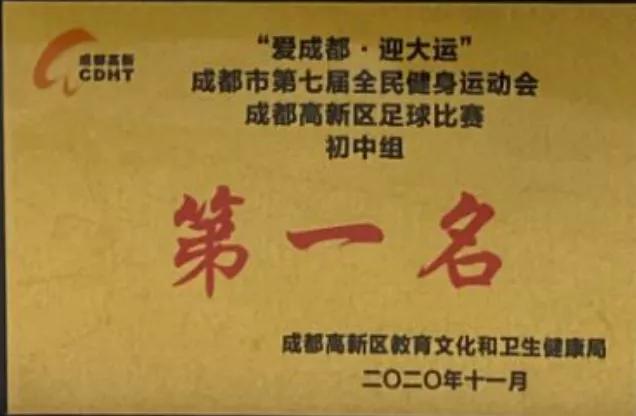 成都高新
CDHT
“爱成都·迎大运”
成都市第七届全民健身运动会
成都高新区足球比赛
初中组
第一名
成都高新区教育文化和卫生健康局
二〇二〇年十一月